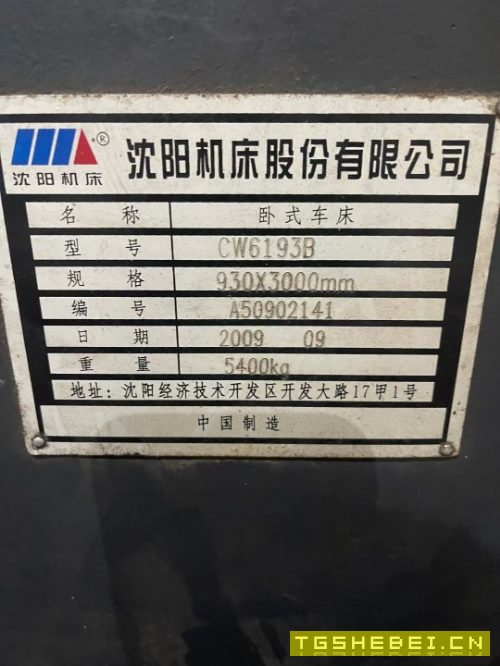 沈阳机床® 沈阳机床股份有限公司
名 称 卧式车床
型 号 CW6193B
规 格 930X3000mm
编 号 A50902141
日 期 2009 09
重 量 5400kg
地址: 沈阳经济技术开发区开发大路17甲1号
中国制造
TGSHEBEI.CN